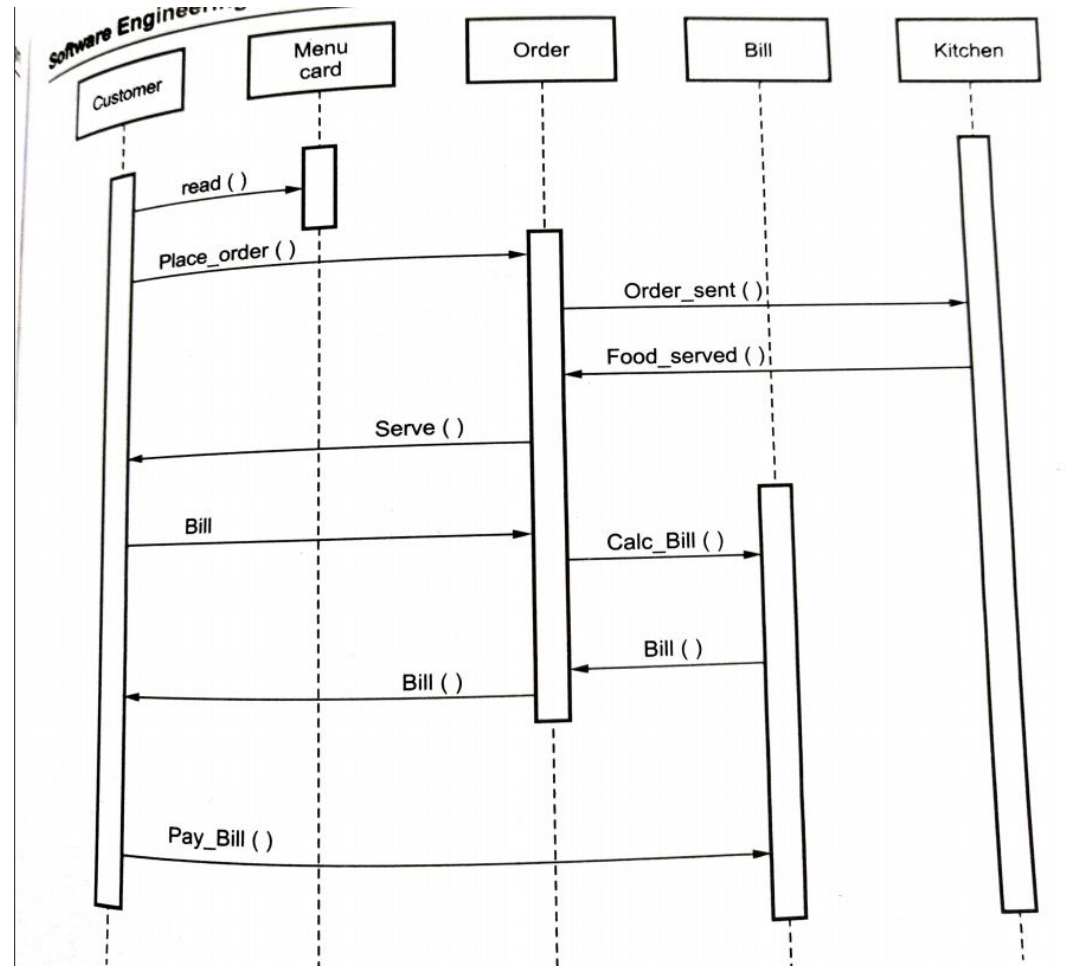 Software Engineering
Customer
Menu
card
Order
Bill
Kitchen
read ( )
Place_order ( )
Order_sent ( )
Food_served ( )
Serve ( )
Bill
Calc_Bill ( )
Bill ( )
Bill ( )
Pay_Bill ( )